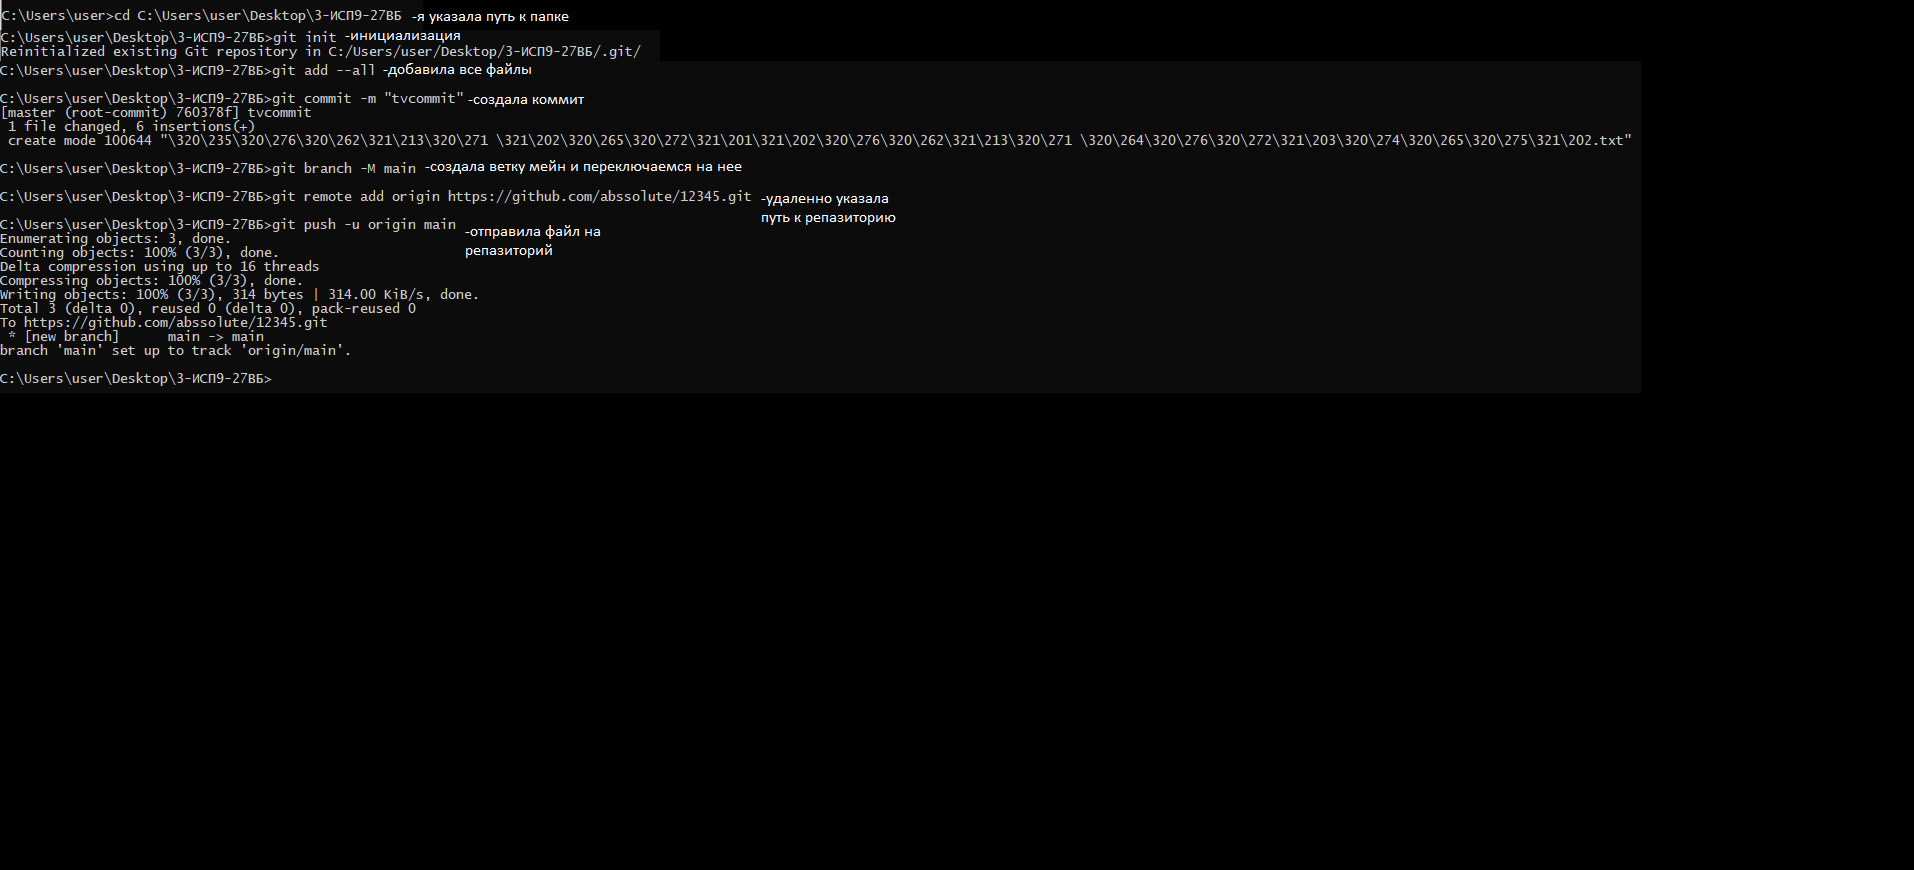 C:\Users\user>cd C:\Users\user\Desktop\3-ИСП9-27ВБ -я указала путь к папке
C:\Users\user\Desktop\3-ИСП9-27ВБ>git init -инициализация
Reinitialized existing Git repository in C:/Users/user/Desktop/3-ИСП9-27ВБ/.git/
C:\Users\user\Desktop\3-ИСП9-27ВБ>git add --all -добавила все файлы
C:\Users\user\Desktop\3-ИСП9-27ВБ>git commit -m "tvcommit" -создала коммит
[master (root-commit) 760378f] tvcommit
1 file changed, 6 insertions(+)
create mode 100644 "\320\235\320\276\320\262\321\213\320\271 \321\202\320\265\320\272\321\201\321\202\320\276\320\262\321\213\320\271 \320\264\320\276\320\272\321\203\320\274\320\265\320\275\321\202.txt"
C:\Users\user\Desktop\3-ИСП9-27ВБ>git branch -M main -создала ветку мейн и переключаемся на нее
C:\Users\user\Desktop\3-ИСП9-27ВБ>git remote add origin https://github.com/abssolute/12345.git -удаленно указала
путь к репазиторию
C:\Users\user\Desktop\3-ИСП9-27ВБ>git push -u origin main -отправила файл на
репазиторий
Enumerating objects: 3, done.
Counting objects: 100% (3/3), done.
Delta compression using up to 16 threads
Compressing objects: 100% (3/3), done.
Writing objects: 100% (3/3), 314 bytes | 314.00 KiB/s, done.
Total 3 (delta 0), reused 0 (delta 0), pack-reused 0
To https://github.com/abssolute/12345.git
* [new branch]      main -> main
branch 'main' set up to track 'origin/main'.
C:\Users\user\Desktop\3-ИСП9-27ВБ>